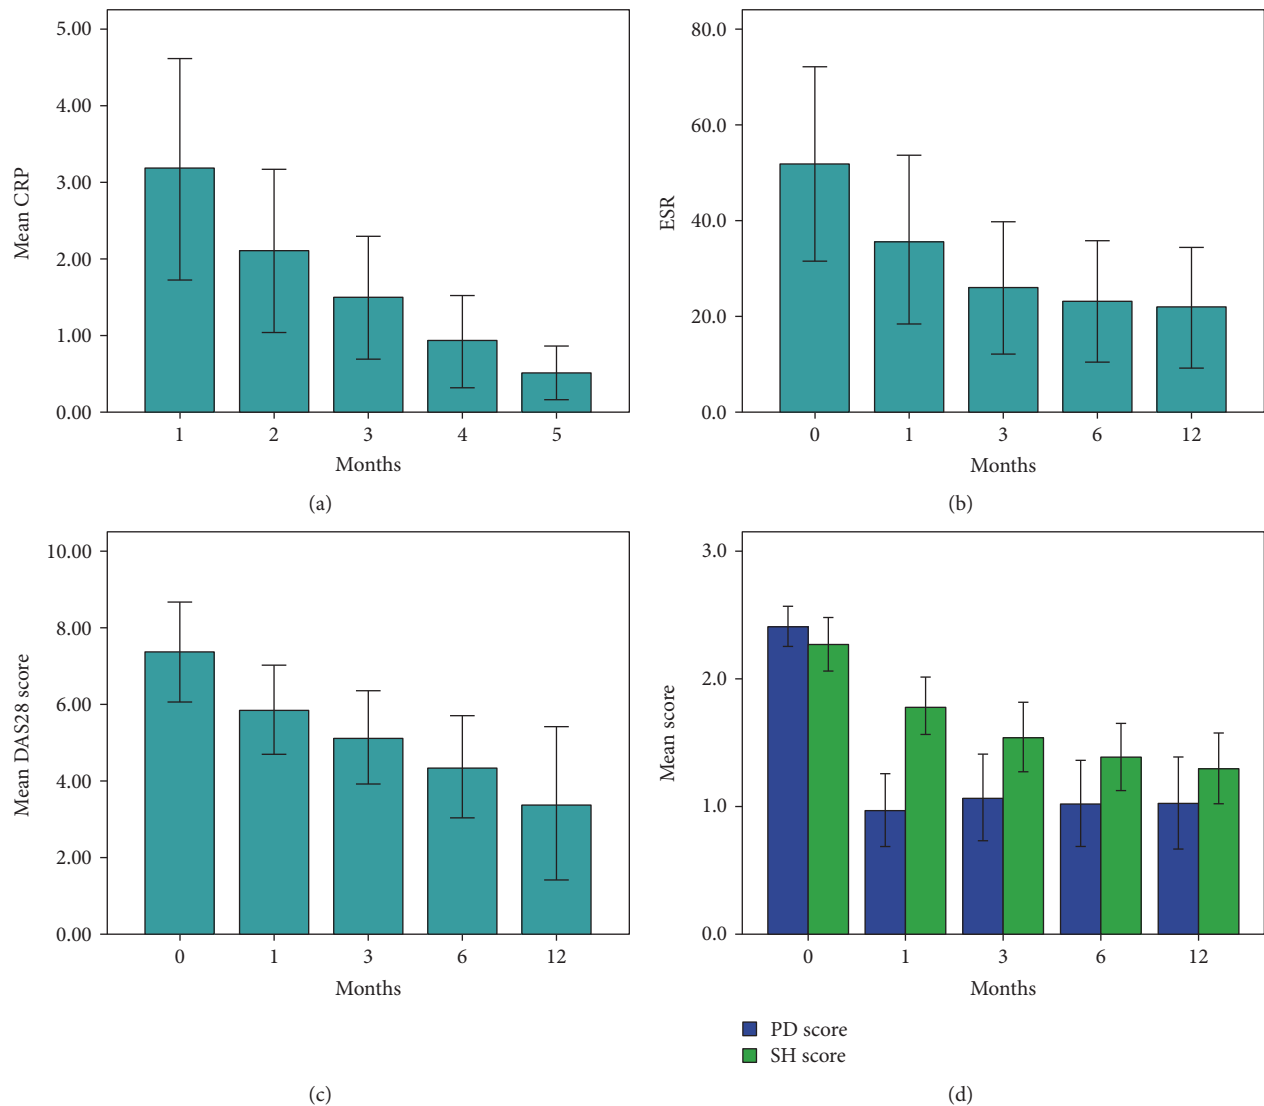 5.00
4.00
3.00
2.00
1.00
0.00
Mean CRP
1 2 3 4 5
Months
(a)
80.0
60.0
40.0
20.0
0.0
ESR
0 1 3 6 12
Months
(b)
10.00
8.00
6.00
4.00
2.00
0.00
Mean DAS28 score
0 1 3 6 12
Months
(c)
3.0
2.0
1.0
0.0
Mean score
0 1 3 6 12
Months
PD score
SH score
(d)